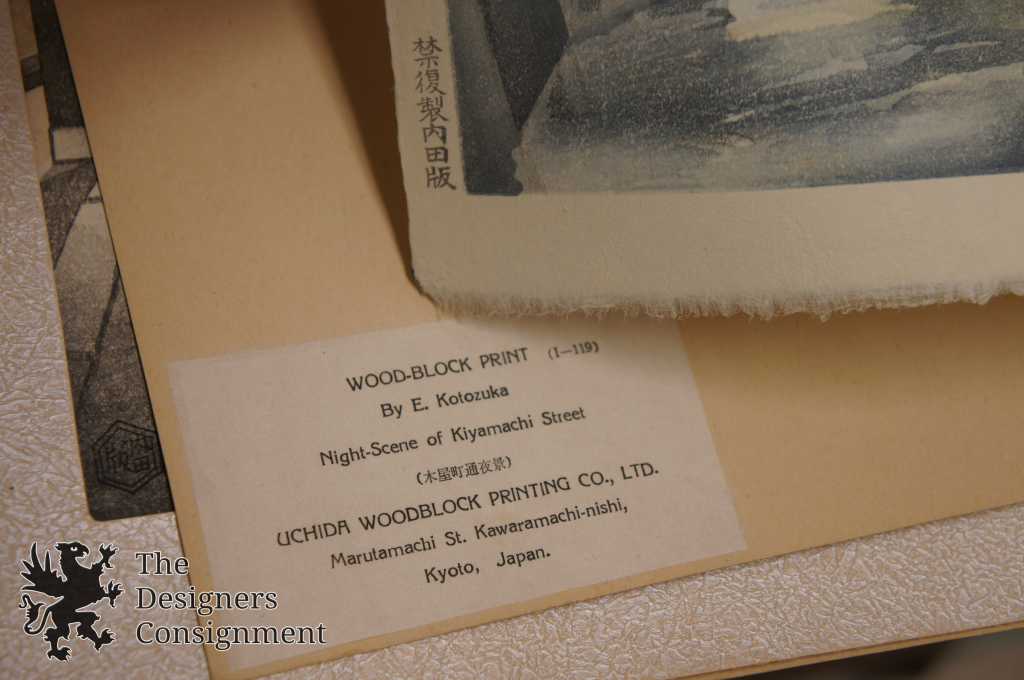 禁復製内田版
WOOD-BLOCK PRINT (I—119)
By E. Kotozuka
Night-Scene of Kiyamachi Street
(木屋町通夜景)
UCHIDA WOODBLOCK PRINTING CO., LTD.
Marutamachi St. Kawaramachi-nishi,
Kyoto, Japan.
The
Designers
Consignment